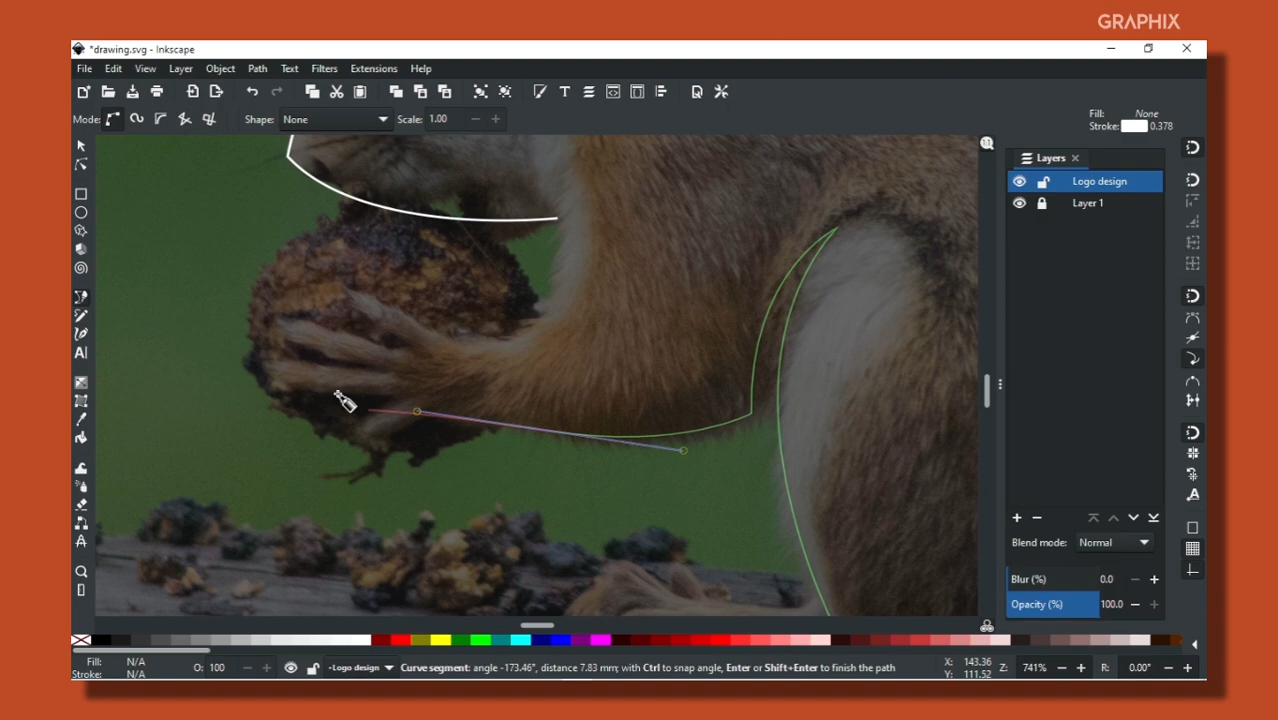 GRAPHIX
*drawing.svg - Inkscape
File Edit View Layer Object Path Text Filters Extensions Help
Mode: Shape: None Scale: 1.00
Fill: None
Stroke: 0.378
Layers
Logo design
Layer 1
Blend mode: Normal
Blur (%) 0.0
Opacity (%) 100.0
Fill: N/A
Stroke: N/A
O: 100
Logo design
Curve segment: angle -173.46°, distance 7.83 mm; with Ctrl to snap angle, Enter or Shift+Enter to finish the path
X: 143.36
Y: 111.52
Z: 741%
R: 0.00°